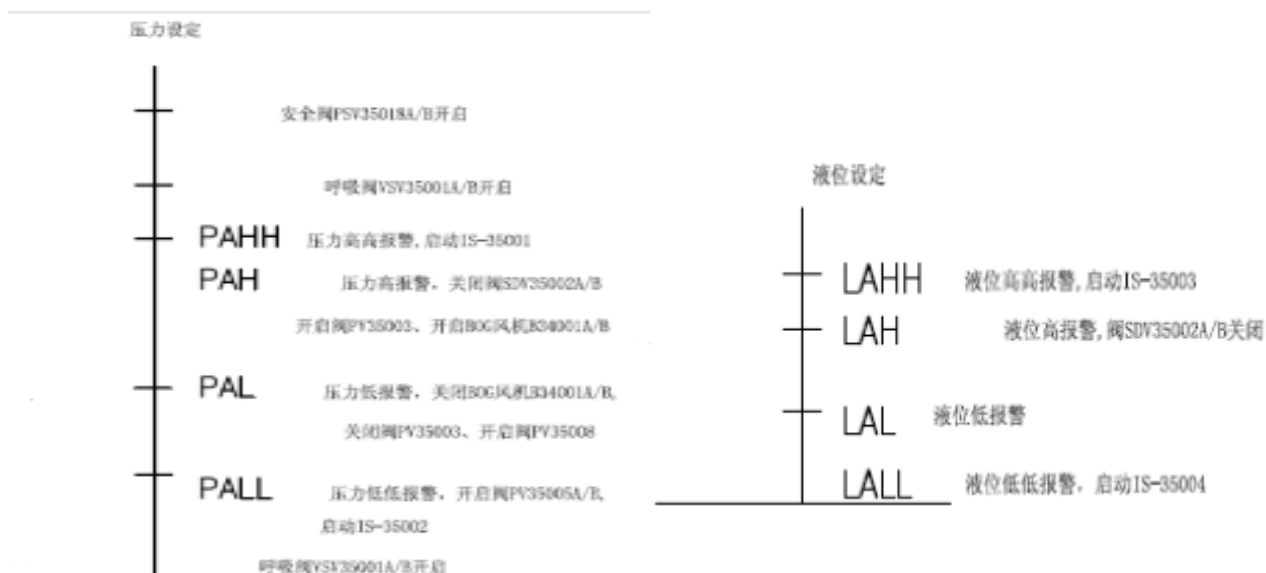 压力设定
安全阀PSV35018A/B开启
呼吸阀VSV35001A/B开启
PAHH 压力高高报警,启动IS-35001
PAH 压力高报警，关闭阀SDV35002A/B
开启阀PV35003、开启BOG风机B34001A/B
PAL 压力低报警，关闭BOG风机B34001A/B,
关闭阀PV35003、开启阀PV35008
PALL 压力低低报警，开启阀PV35005A/B,
启动IS-35002
呼吸阀VSV35001A/B开启
液位设定
LAHH 液位高高报警,启动IS-35003
LAH 液位高报警,阀SDV35002A/B关闭
LAL 液位低报警
LALL 液位低低报警，启动IS-35004